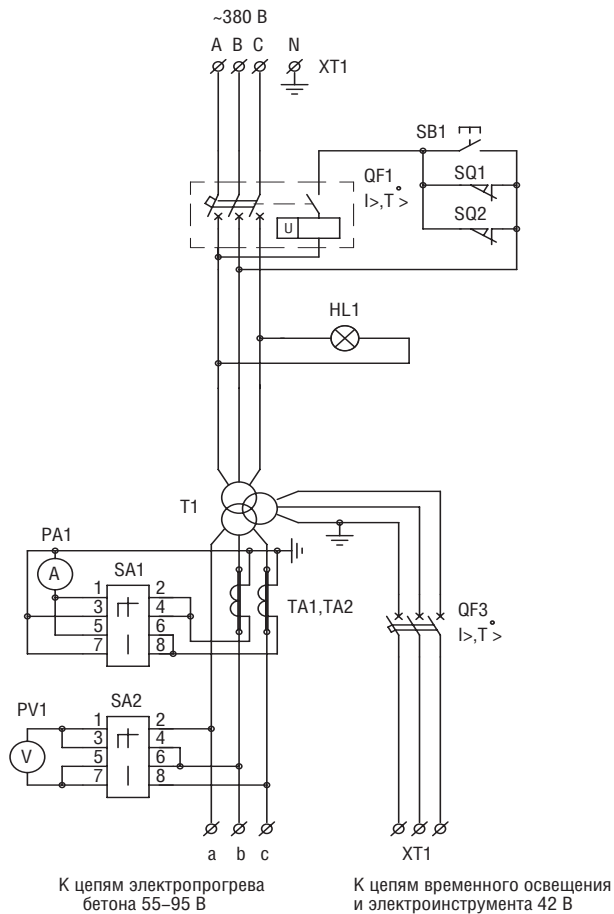 ~380 В
A B C N
XT1
SB1
QF1
I>,T°>
SQ1
SQ2
U
HL1
T1
PA1
A
SA1
1 2
3 4
5 6
7 8
TA1,TA2
QF3
I>,T°>
PV1
V
SA2
1 2
3 4
5 6
7 8
a b c
XT1
К цепям электропрогрева
бетона 55–95 В
К цепям временного освещения
и электроинструмента 42 В